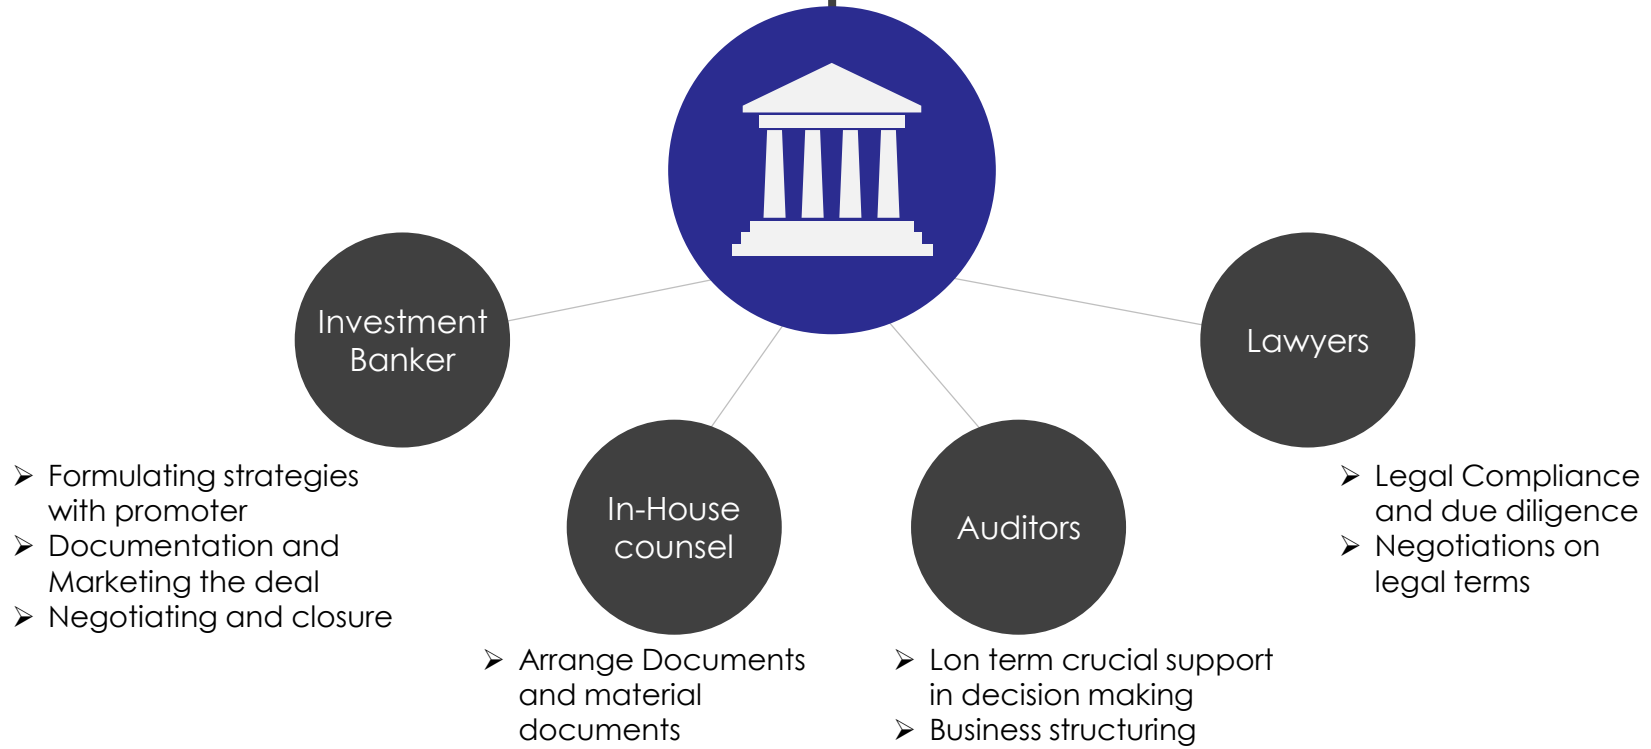 Investment
Banker
➢ Formulating strategies
with promoter
➢ Documentation and
Marketing the deal
➢ Negotiating and closure
In-House
counsel
➢ Arrange Documents
and material
documents
Auditors
➢ Lon term crucial support
in decision making
➢ Business structuring
Lawyers
➢ Legal Compliance
and due diligence
➢ Negotiations on
legal terms